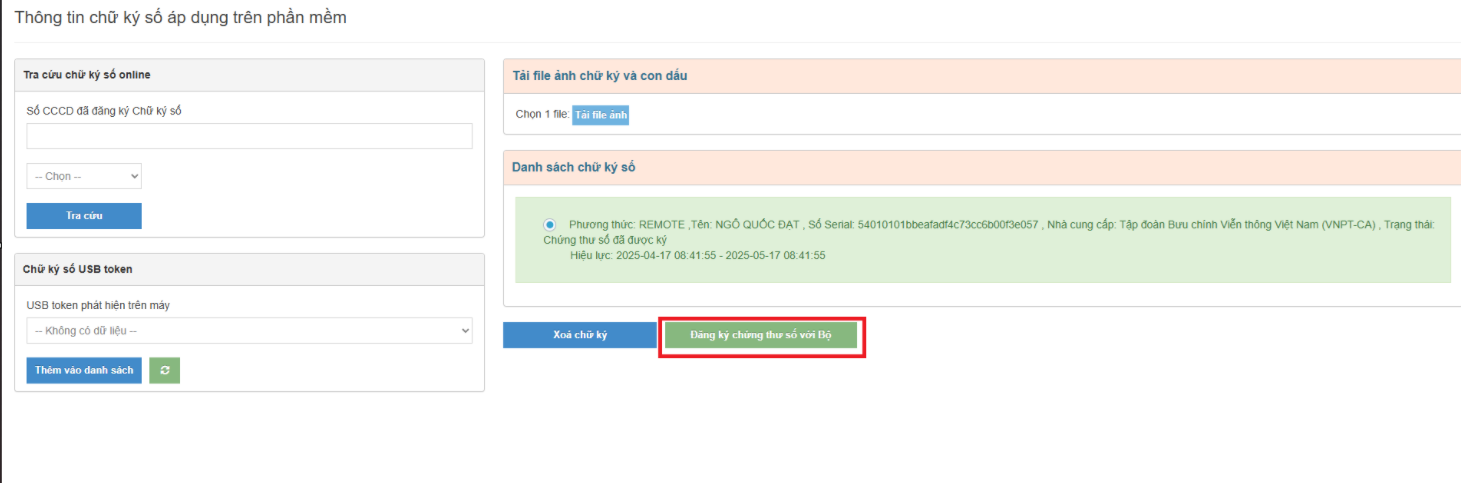 Thông tin chữ ký số áp dụng trên phần mềm
Tra cứu chữ ký số online
Số CCCD đã đăng ký Chữ ký số
-- Chọn --
Tra cứu
Chữ ký số USB token
USB token phát hiện trên máy
-- Không có dữ liệu --
Thêm vào danh sách
Tải file ảnh chữ ký và con dấu
Chọn 1 file: Tải file ảnh
Danh sách chữ ký số
Phương thức: REMOTE ,Tên: NGÔ QUỐC ĐẠT , Số Serial: 54010101bbeafadf4c73cc6b00f3e057 , Nhà cung cấp: Tập đoàn Bưu chính Viễn thông Việt Nam (VNPT-CA) , Trạng thái:
Chứng thư số đã được ký
Hiệu lực: 2025-04-17 08:41:55 - 2025-05-17 08:41:55
Xoá chữ ký
Đăng ký chứng thư số với Bộ